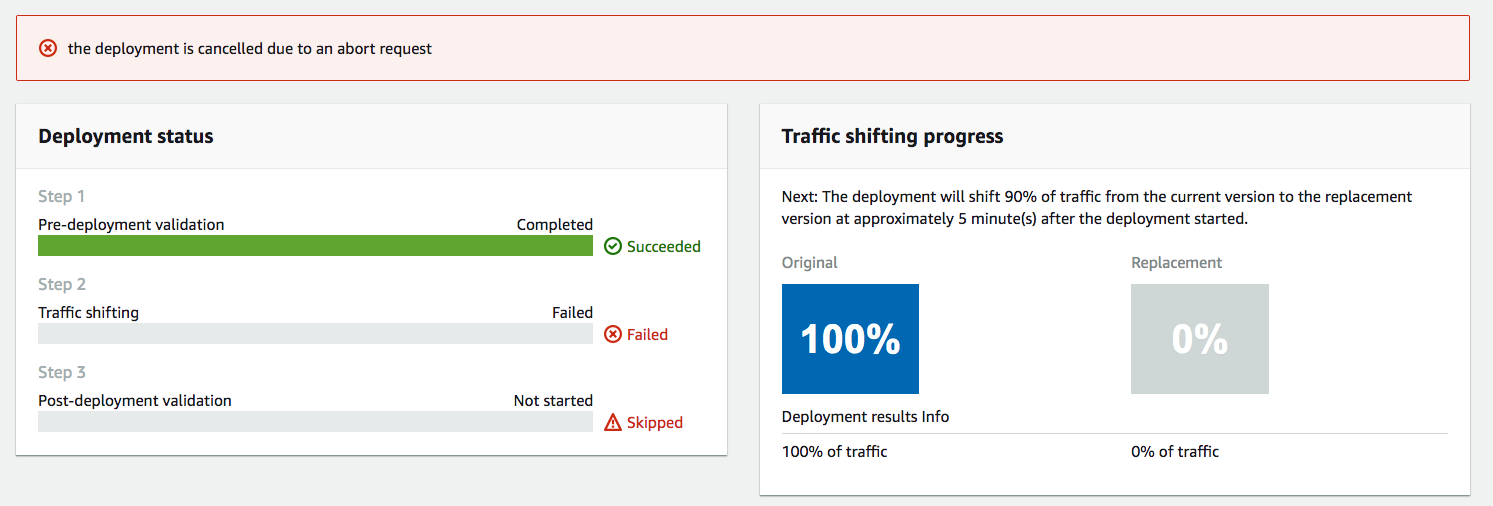 the deployment is cancelled due to an abort request
Deployment status
Step 1
Pre-deployment validation
Completed
Succeeded
Step 2
Traffic shifting
Failed
Failed
Step 3
Post-deployment validation
Not started
Skipped
Traffic shifting progress
Next: The deployment will shift 90% of traffic from the current version to the replacement
version at approximately 5 minute(s) after the deployment started.
Original
Replacement
100%
0%
Deployment results Info
100% of traffic
0% of traffic